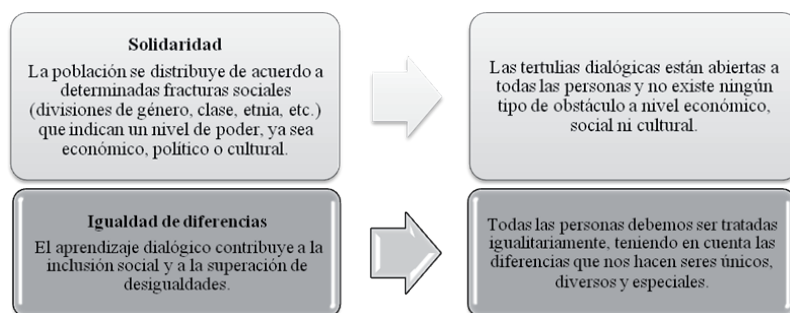 Solidaridad
La población se distribuye de acuerdo a
determinadas fracturas sociales
(divisiones de género, clase, etnia, etc.)
que indican un nivel de poder, ya sea
económico, político o cultural.
Las tertulias dialógicas están abiertas a
todas las personas y no existe ningún
tipo de obstáculo a nivel económico,
social ni cultural.
Igualdad de diferencias
El aprendizaje dialógico contribuye a la
inclusión social y a la superación de
desigualdades.
Todas las personas debemos ser tratadas
igualitariamente, teniendo en cuenta las
diferencias que nos hacen seres únicos,
diversos y especiales.